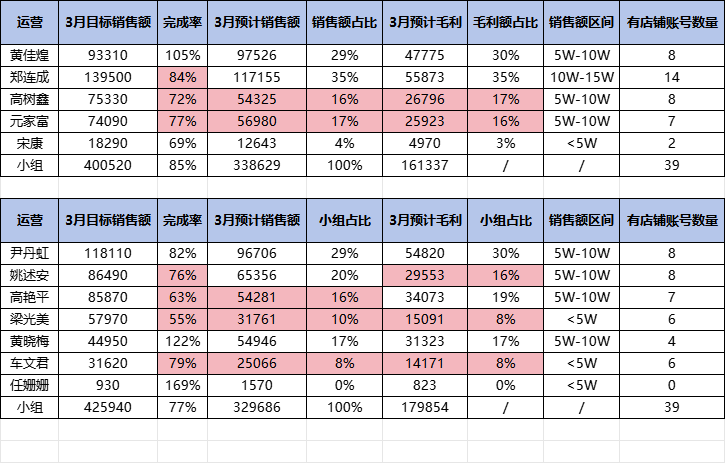 运营 3月目标销售额 完成率 3月预计销售额 销售额占比 3月预计毛利 毛利额占比 销售额区间 有店铺账号数量
黄佳煌 93310 105% 97526 29% 47775 30% 5W-10W 8
郑连成 139500 84% 117155 35% 55873 35% 10W-15W 14
高树鑫 75330 72% 54325 16% 26796 17% 5W-10W 8
元家富 74090 77% 56980 17% 25923 16% 5W-10W 7
宋康 18290 69% 12643 4% 4970 3% <5W 2
小组 400520 85% 338629 100% 161337 / / 39
运营 3月目标销售额 完成率 3月预计销售额 小组占比 3月预计毛利 小组占比 销售额区间 有店铺账号数量
尹丹虹 118110 82% 96706 29% 54820 30% 5W-10W 8
姚述安 86490 76% 65356 20% 29553 16% 5W-10W 8
高艳平 85870 63% 54281 16% 34073 19% 5W-10W 7
梁光美 57970 55% 31761 10% 15091 8% <5W 6
黄晓梅 44950 122% 54946 17% 31323 17% 5W-10W 4
车文君 31620 79% 25066 8% 14171 8% <5W 6
任姗姗 930 169% 1570 0% 823 0% <5W 0
小组 425940 77% 329686 100% 179854 / / 39